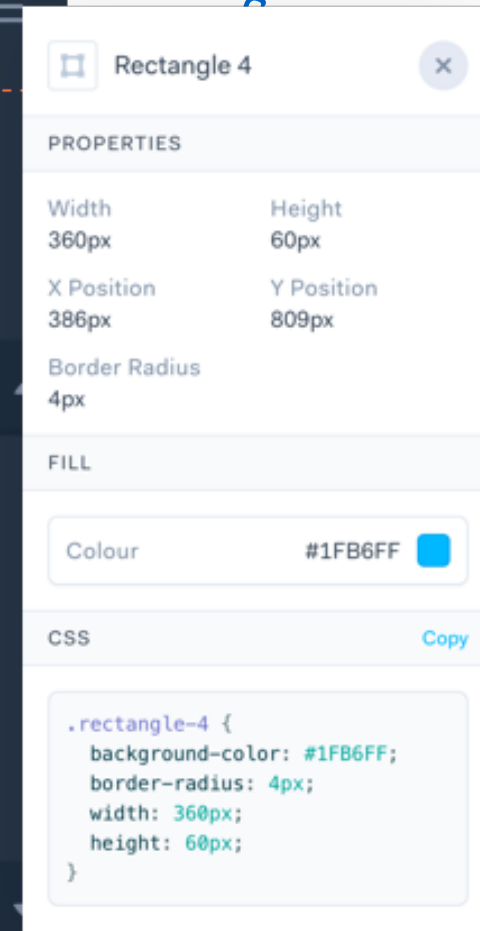 Rectangle 4
PROPERTIES
Width Height
360px 60px
X Position Y Position
386px 809px
Border Radius
4px
FILL
Colour #1FB6FF
CSS Copy
.rectangle-4 {
background-color: #1FB6FF;
border-radius: 4px;
width: 360px;
height: 60px;
}